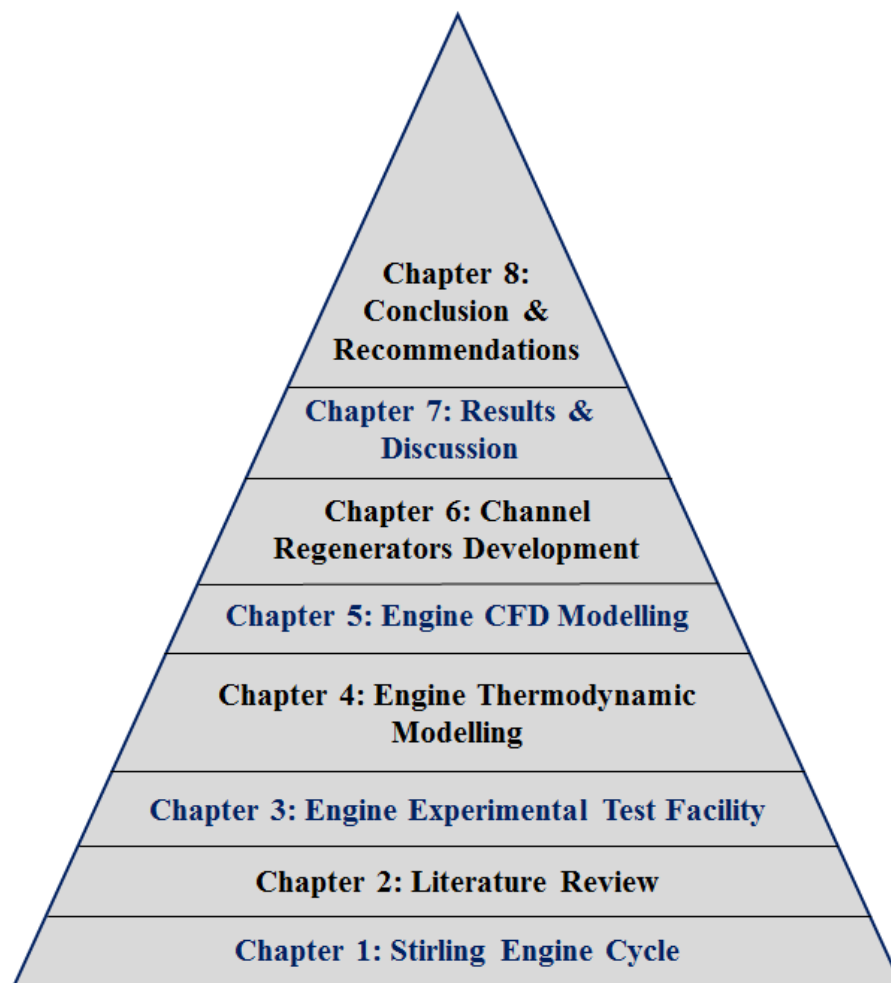 Chapter 8:
Conclusion &
Recommendations
Chapter 7: Results &
Discussion
Chapter 6: Channel
Regenerators Development
Chapter 5: Engine CFD Modelling
Chapter 4: Engine Thermodynamic
Modelling
Chapter 3: Engine Experimental Test Facility
Chapter 2: Literature Review
Chapter 1: Stirling Engine Cycle